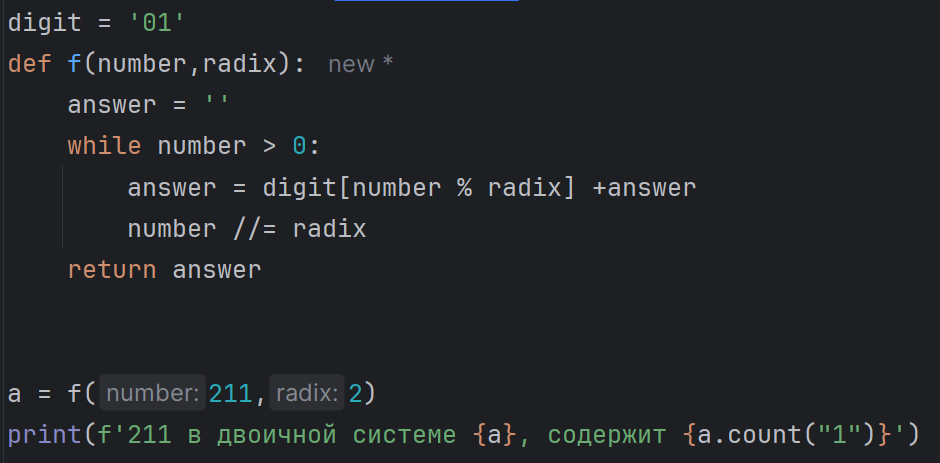 digit = '01'
def f(number,radix): new *
    answer = ''
    while number > 0:
        answer = digit[number % radix] +answer
        number //= radix
    return answer
a = f( number: 211, radix: 2)
print(f'211 в двоичной системе {a}, содержит {a.count("1")}')